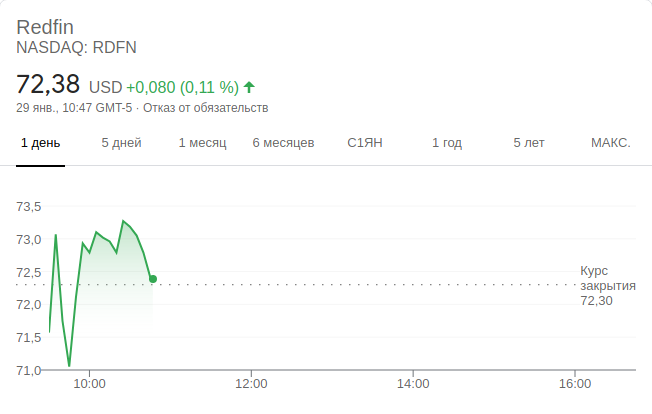 Redfin
NASDAQ: RDFN
72,38 USD +0,080 (0,11 %)
29 янв., 10:47 GMT-5 · Отказ от обязательств
1 день 5 дней 1 месяц 6 месяцев С1ЯН 1 год 5 лет МАКС.
73,5
73,0
72,5
Курс
закрытия
72,30
72,0
71,5
71,0
10:00 12:00 14:00 16:00